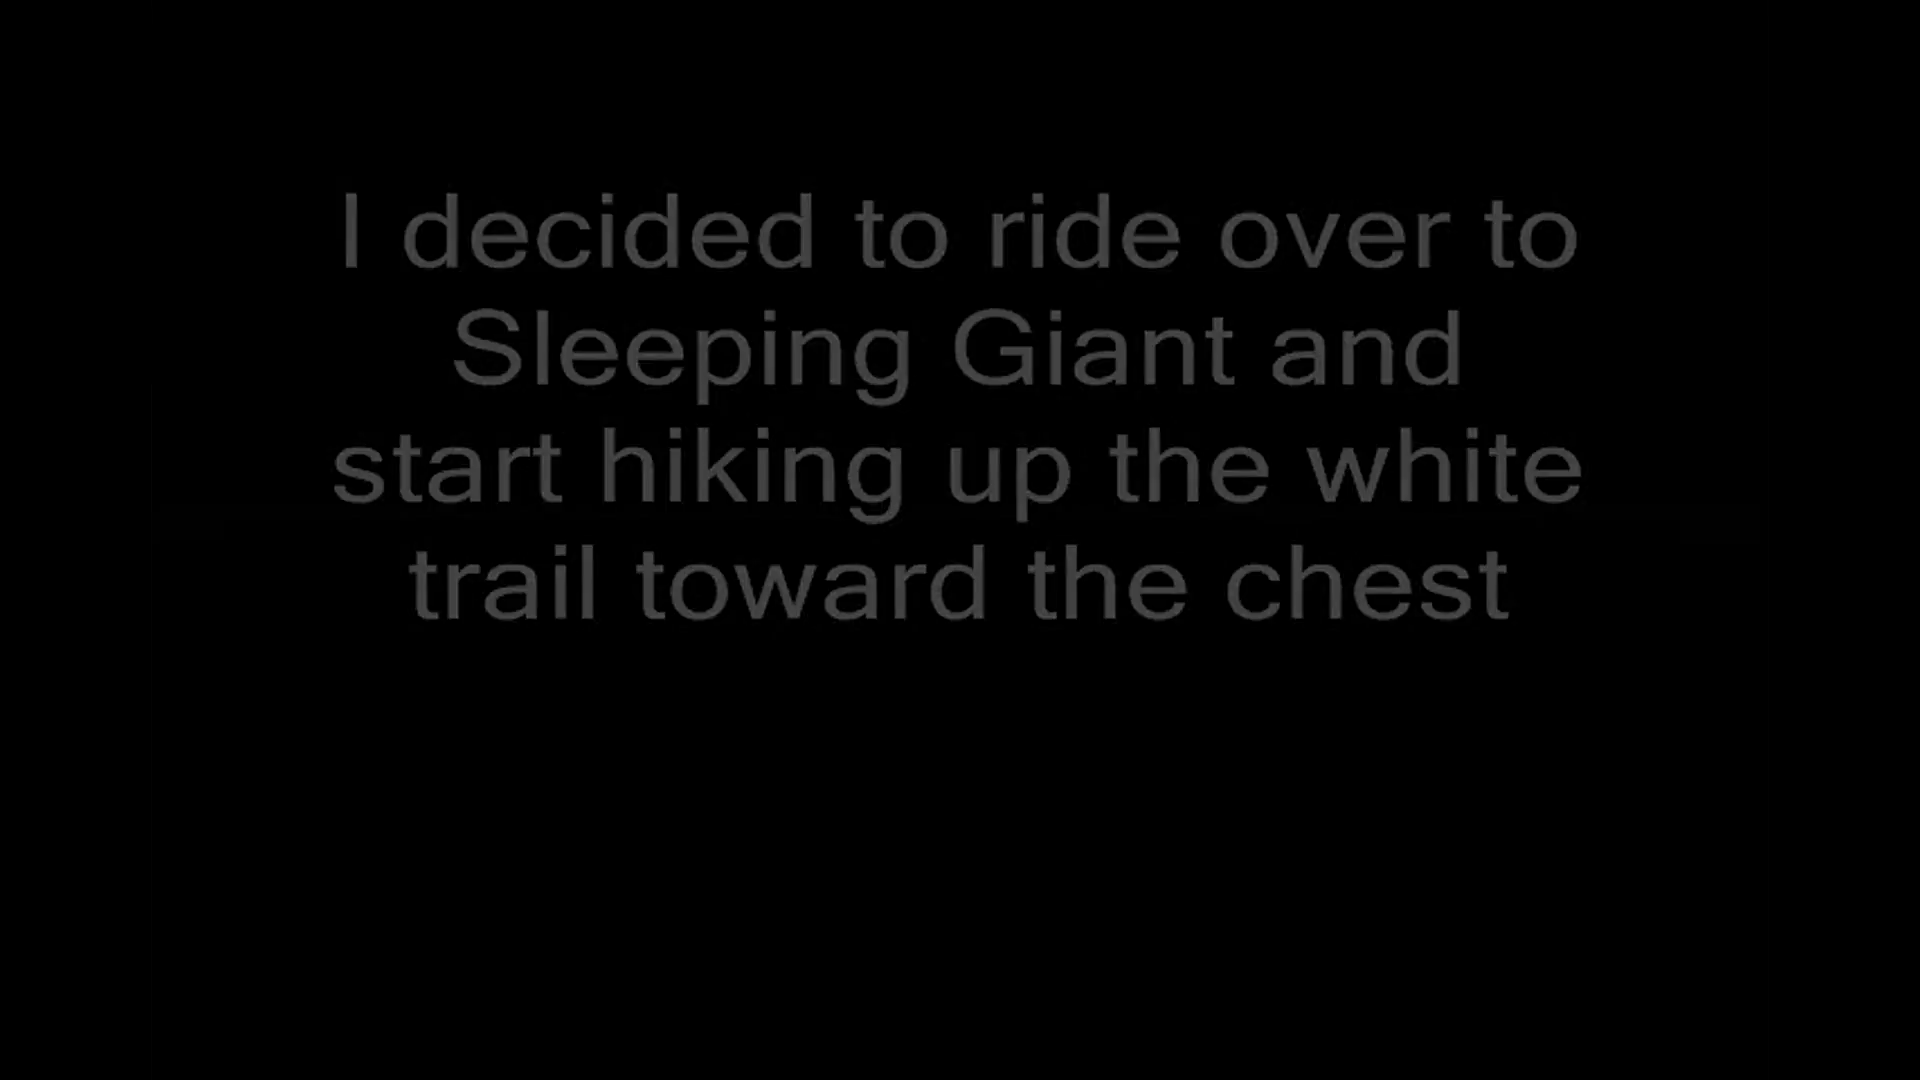 I decided to ride over to
Sleeping Giant and
start hiking up the white
trail toward the chest